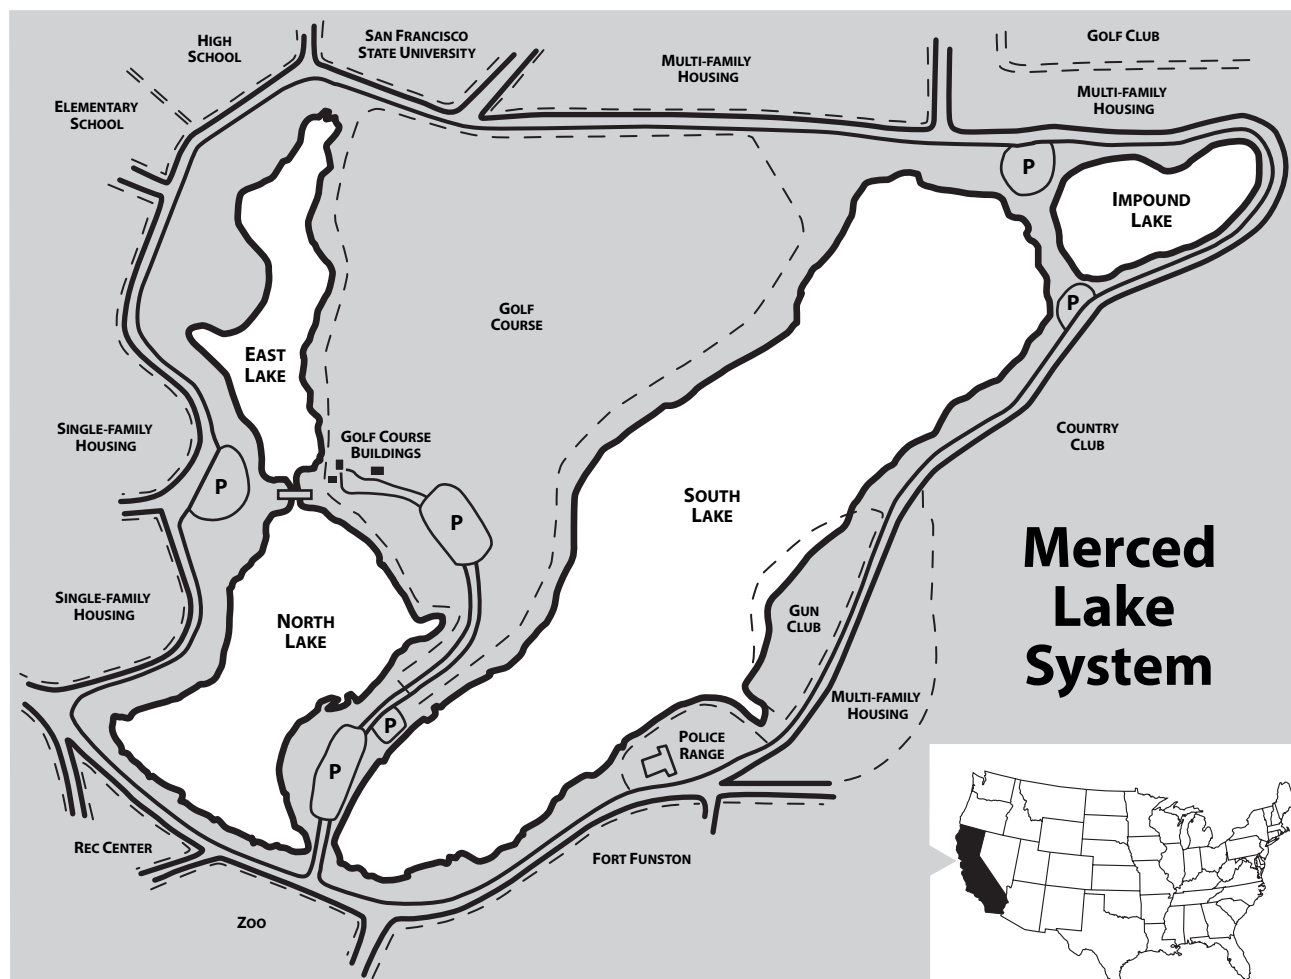 HIGH
SCHOOL
SAN FRANCISCO
STATE UNIVERSITY
MULTI-FAMILY
HOUSING
GOLF CLUB
MULTI-FAMILY
HOUSING
ELEMENTARY
SCHOOL
P
IMPOUND
LAKE
P
GOLF
COURSE
EAST
LAKE
SINGLE-FAMILY
HOUSING
GOLF COURSE
BUILDINGS
COUNTRY
CLUB
P
P
SOUTH
LAKE
Merced
Lake
System
SINGLE-FAMILY
HOUSING
NORTH
LAKE
GUN
CLUB
MULTI-FAMILY
HOUSING
P
POLICE
RANGE
P
REC CENTER
FORT FUNSTON
ZOO